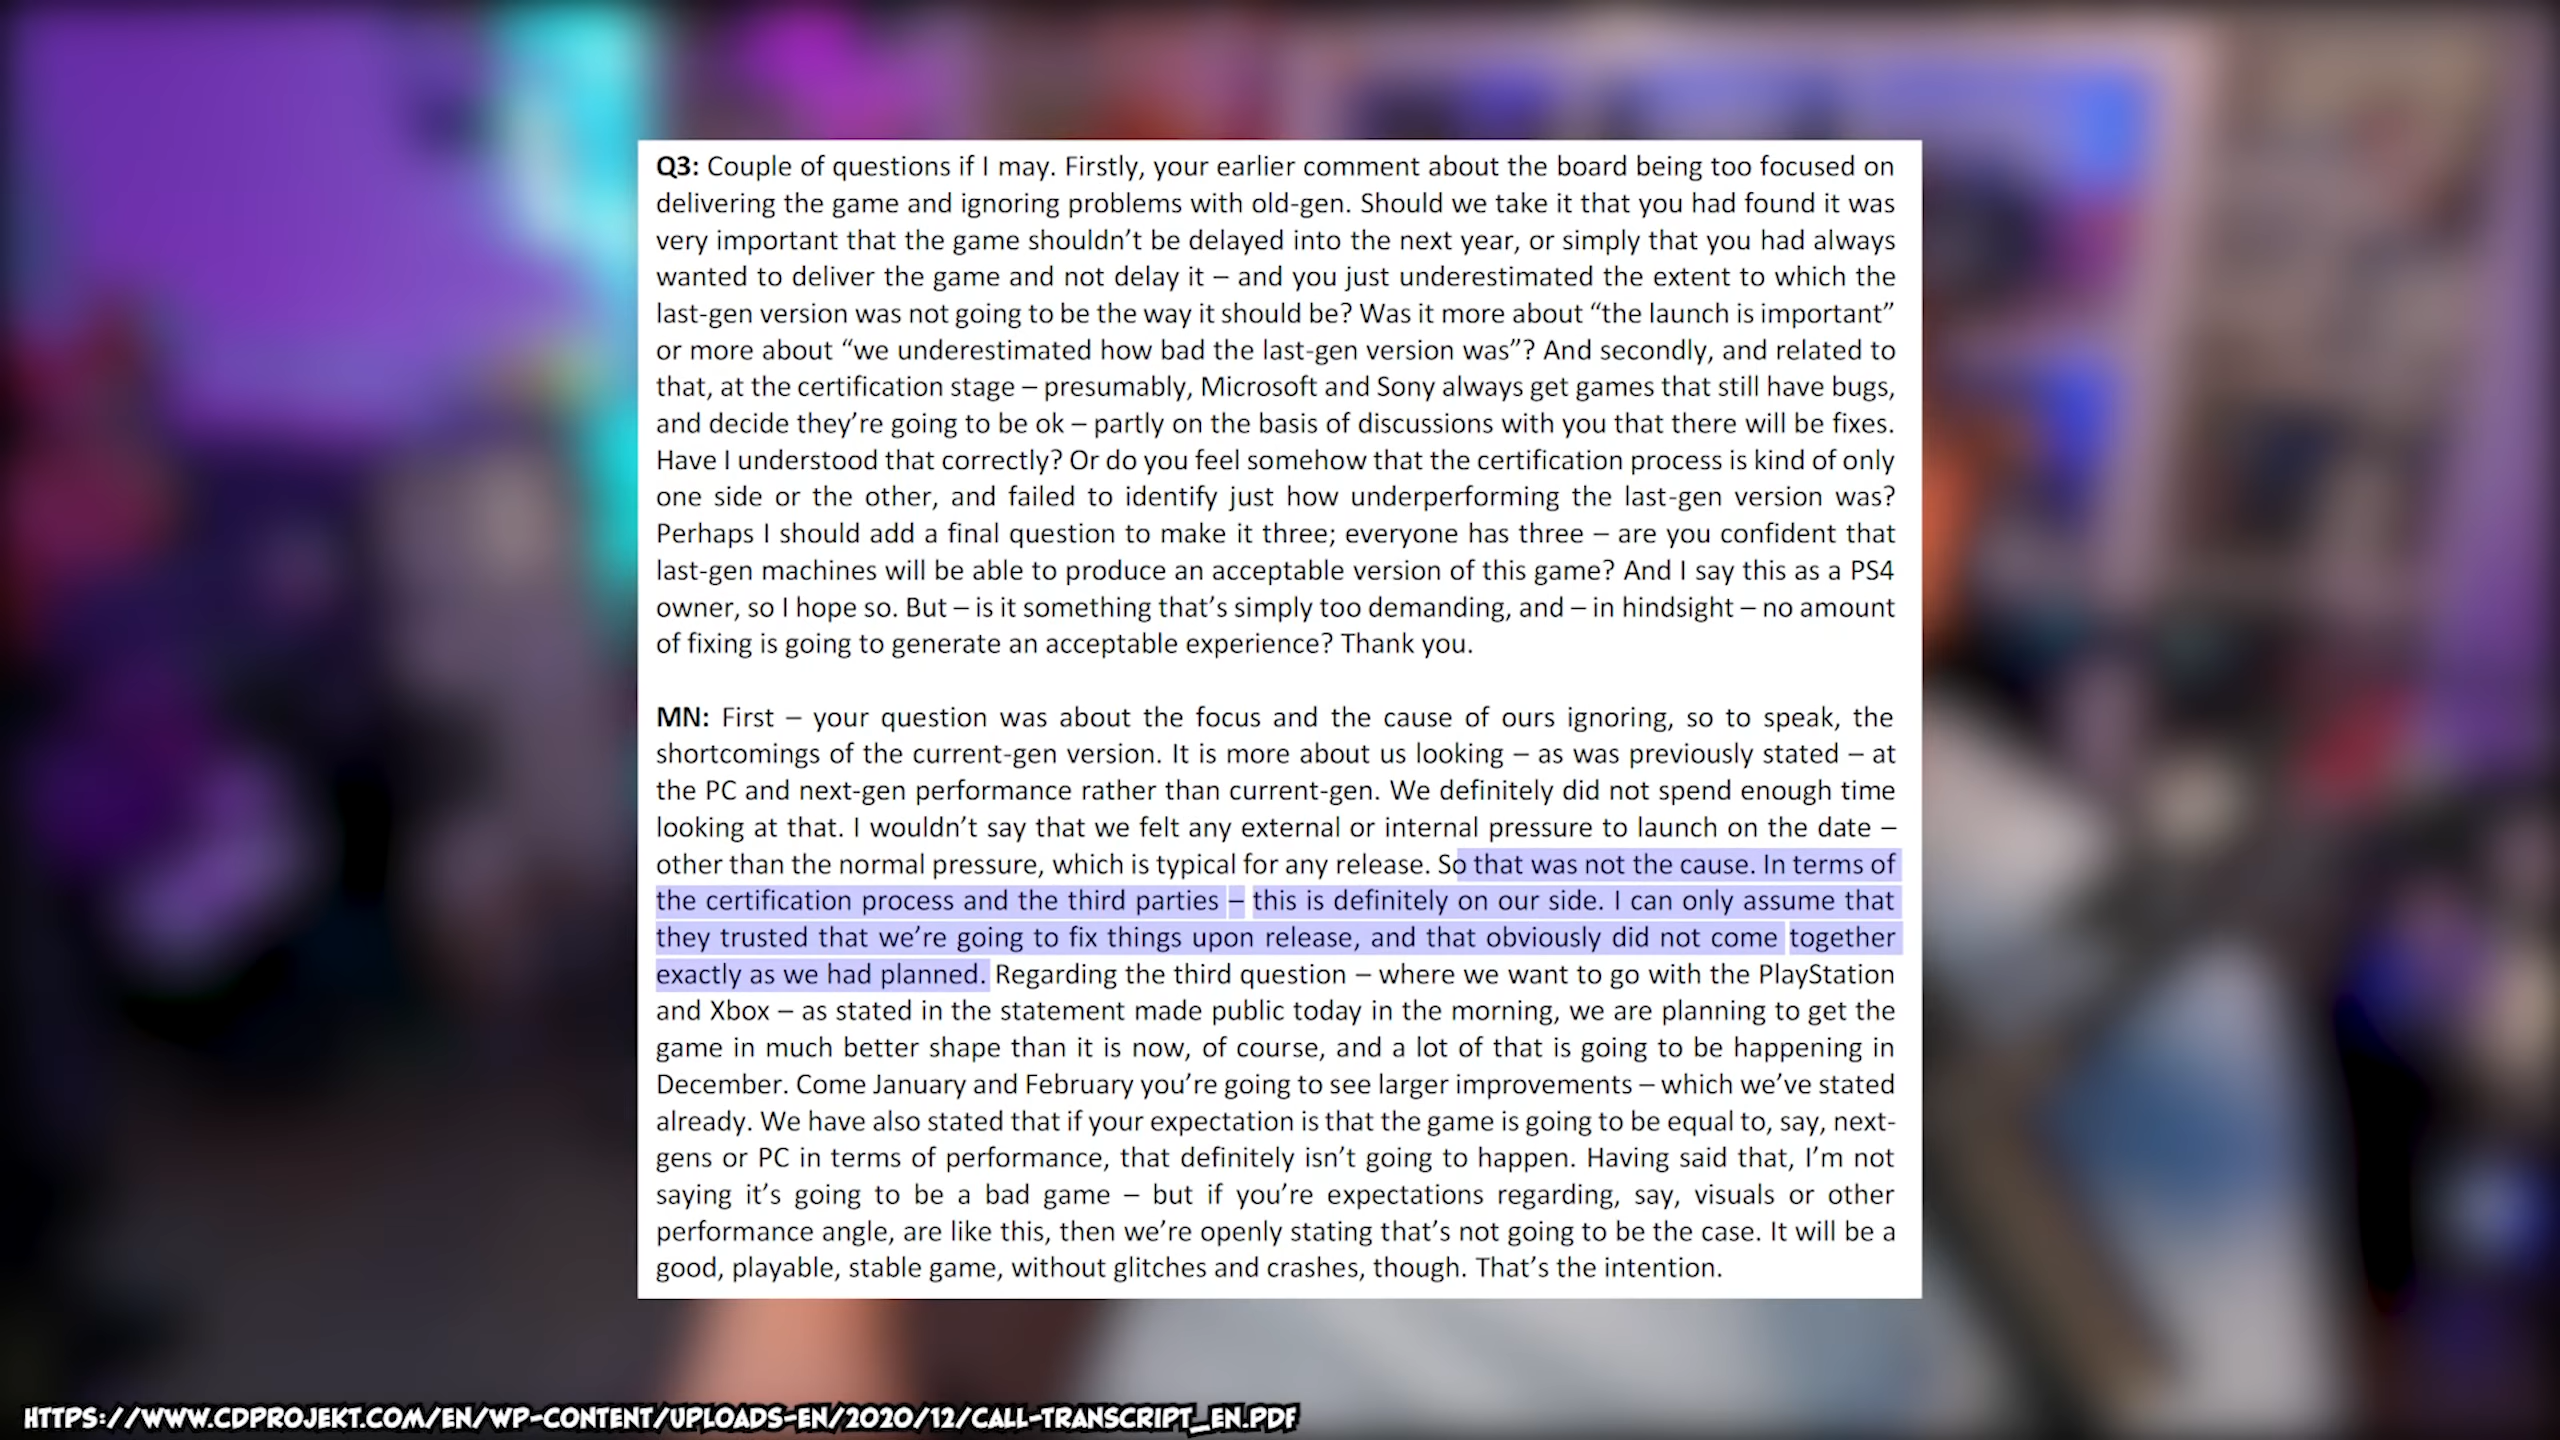 Q3: Couple of questions if I may. Firstly, your earlier comment about the board being too focused on
delivering the game and ignoring problems with old-gen. Should we take it that you had found it was
very important that the game shouldn’t be delayed into the next year, or simply that you had always
wanted to deliver the game and not delay it – and you just underestimated the extent to which the
last-gen version was not going to be the way it should be? Was it more about “the launch is important”
or more about “we underestimated how bad the last-gen version was”? And secondly, and related to
that, at the certification stage – presumably, Microsoft and Sony always get games that still have bugs,
and decide they’re going to be ok – partly on the basis of discussions with you that there will be fixes.
Have I understood that correctly? Or do you feel somehow that the certification process is kind of only
one side or the other, and failed to identify just how underperforming the last-gen version was?
Perhaps I should add a final question to make it three; everyone has three – are you confident that
last-gen machines will be able to produce an acceptable version of this game? And I say this as a PS4
owner, so I hope so. But – is it something that’s simply too demanding, and – in hindsight – no amount
of fixing is going to generate an acceptable experience? Thank you.
MN: First – your question was about the focus and the cause of ours ignoring, so to speak, the
shortcomings of the current-gen version. It is more about us looking – as was previously stated – at
the PC and next-gen performance rather than current-gen. We definitely did not spend enough time
looking at that. I wouldn’t say that we felt any external or internal pressure to launch on the date –
other than the normal pressure, which is typical for any release. So that was not the cause. In terms of
the certification process and the third parties – this is definitely on our side. I can only assume that
they trusted that we’re going to fix things upon release, and that obviously did not come together
exactly as we had planned. Regarding the third question – where we want to go with the PlayStation
and Xbox – as stated in the statement made public today in the morning, we are planning to get the
game in much better shape than it is now, of course, and a lot of that is going to be happening in
December. Come January and February you’re going to see larger improvements – which we’ve stated
already. We have also stated that if your expectation is that the game is going to be equal to, say, next-
gens or PC in terms of performance, that definitely isn’t going to happen. Having said that, I’m not
saying it’s going to be a bad game – but if you’re expectations regarding, say, visuals or other
performance angle, are like this, then we’re openly stating that’s not going to be the case. It will be a
good, playable, stable game, without glitches and crashes, though. That’s the intention.
HTTPS://WWW.CDPROJEKT.COM/EN/WP-CONTENT/UPLOADS-EN/2020/12/CALL-TRANSCRIPT_EN.PDF